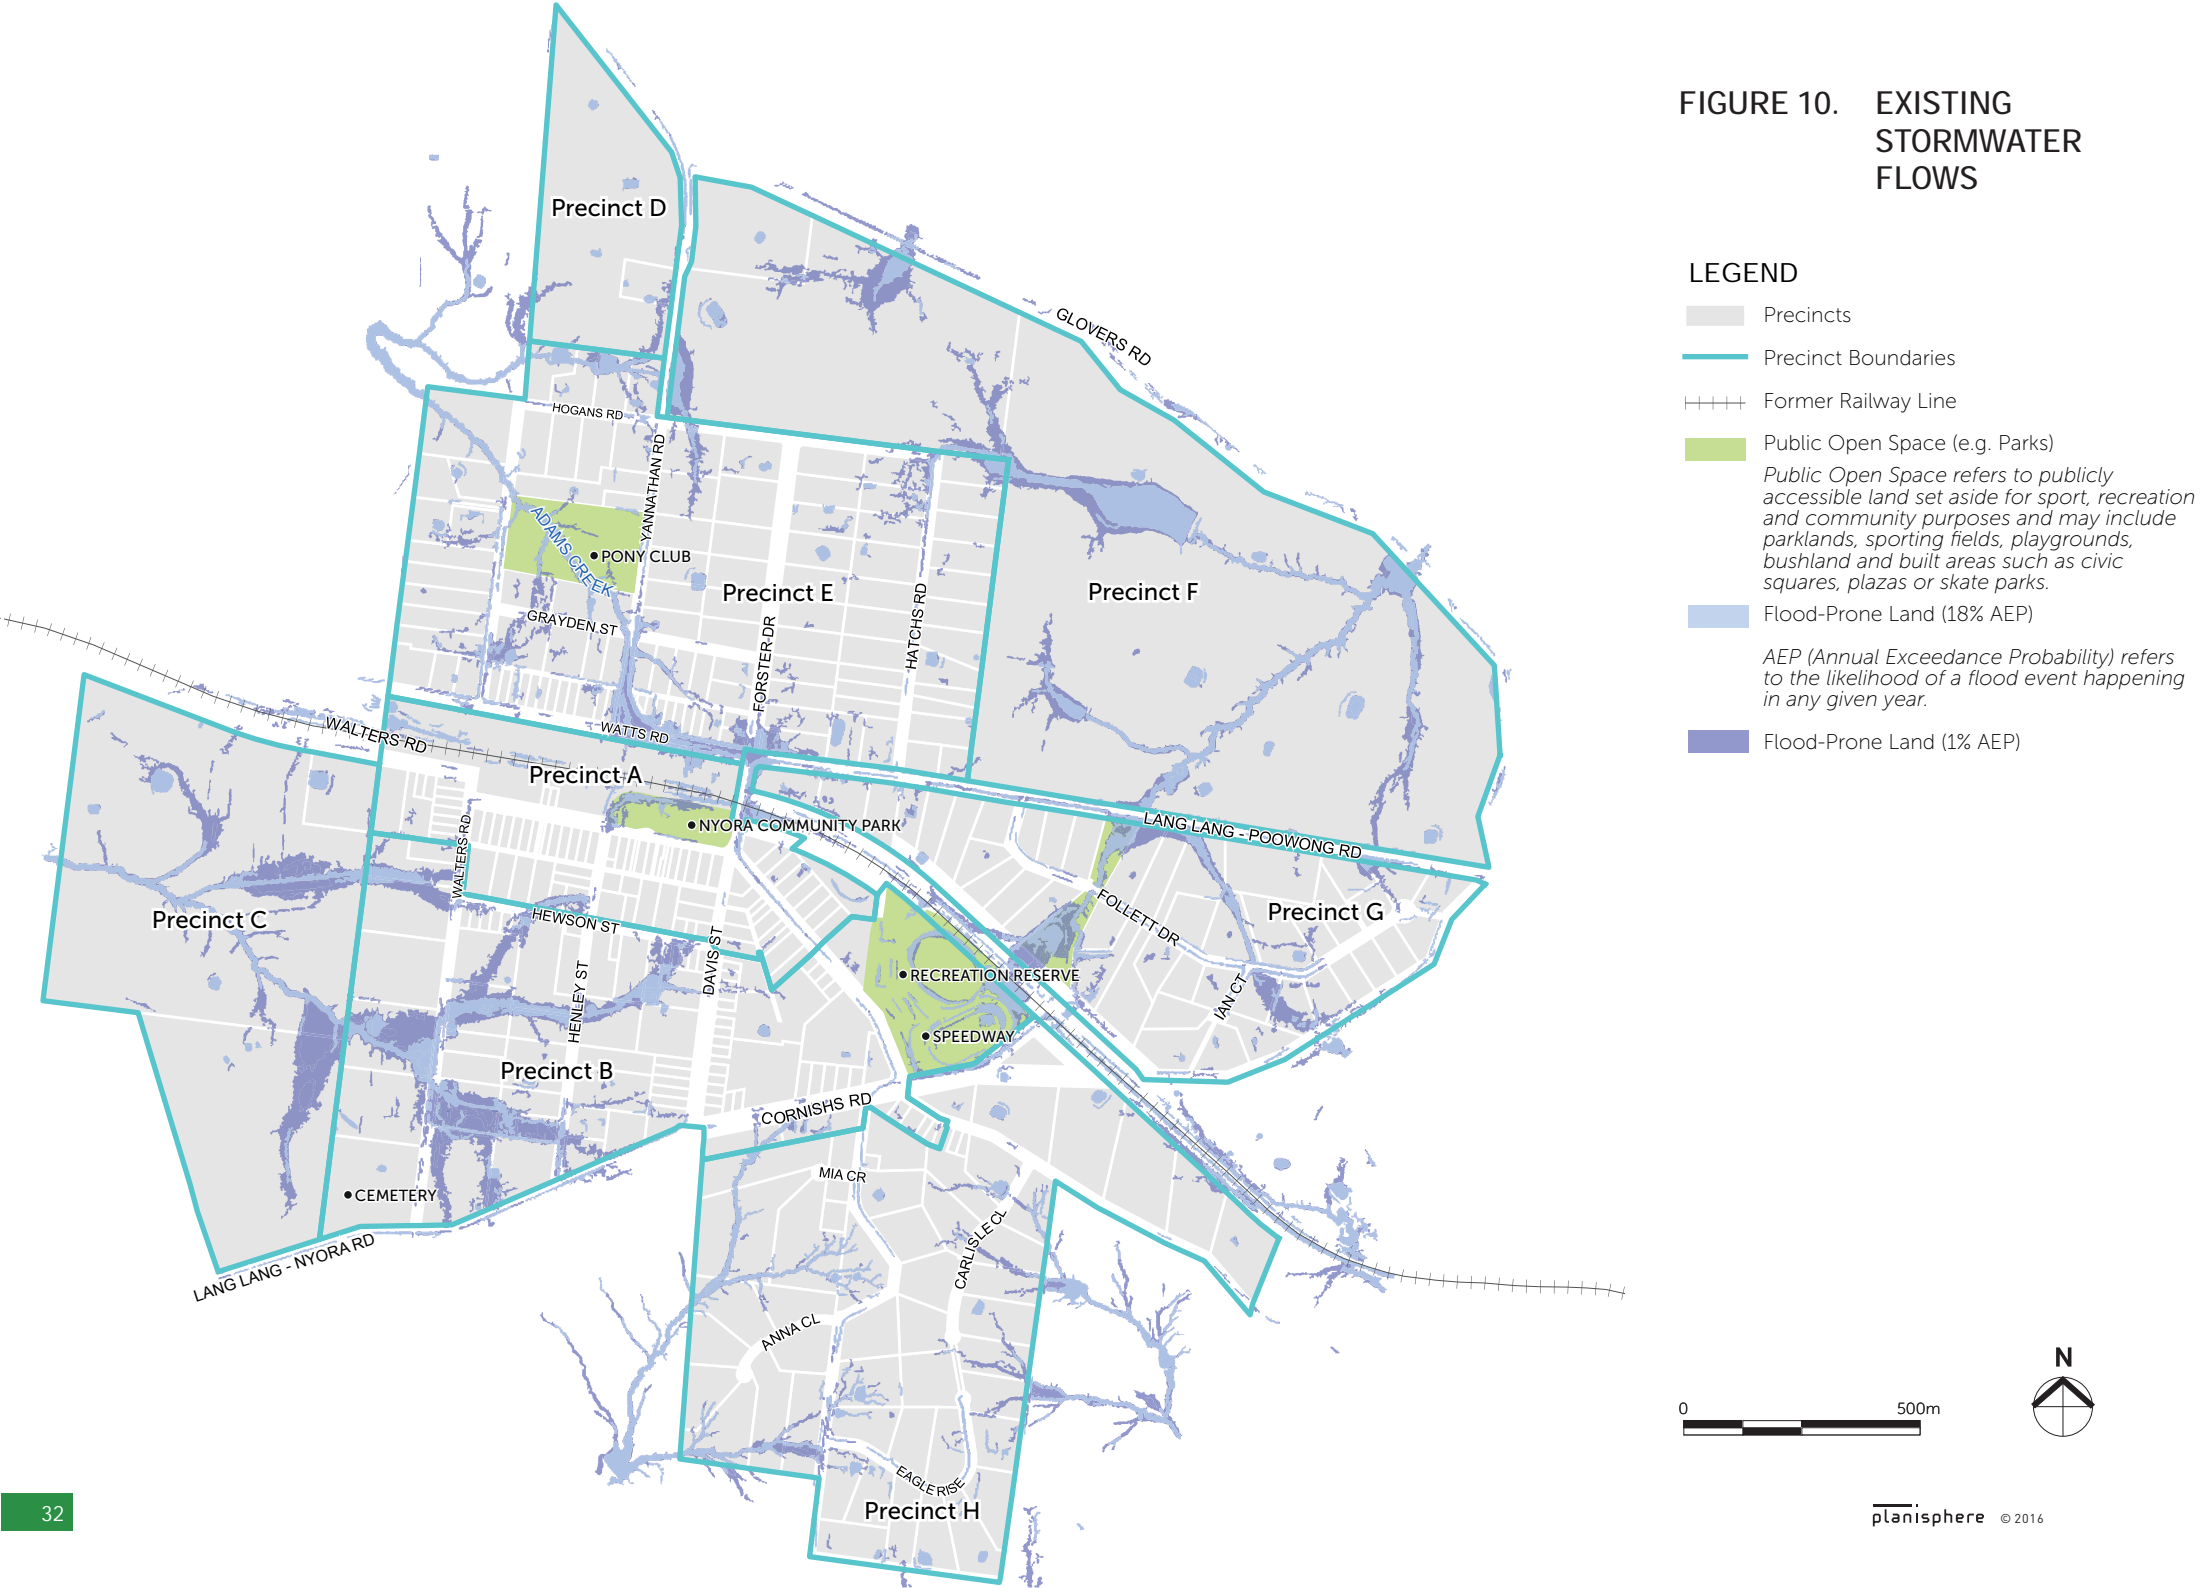 FIGURE 10. EXISTING
STORMWATER
FLOWS
LEGEND
Precincts
Precinct Boundaries
Former Railway Line
Public Open Space (e.g. Parks)
Public Open Space refers to publicly
accessible land set aside for sport, recreation
and community purposes and may include
parklands, sporting fields, playgrounds,
bushland and built areas such as civic
squares, plazas or skate parks.
Flood-Prone Land (18% AEP)
AEP (Annual Exceedance Probability) refers
to the likelihood of a flood event happening
in any given year.
Flood-Prone Land (1% AEP)
Precinct D
GLOVERS RD
HOGANS RD
YANNATHAN RD
ADAMS CREEK
PONY CLUB
Precinct E
Precinct F
GRAYDEN ST
FORSTER DR
HATCHS RD
WALTERS RD
WATTS RD
Precinct A
NYORA COMMUNITY PARK
LANG LANG - POOWONG RD
WALTERS RD
Precinct C
HEWSON ST
DAVIS ST
HENLEY ST
FOLLETT DR
Precinct G
RECREATION RESERVE
IAN CT
SPEEDWAY
Precinct B
CORNISHS RD
MIA CR
CEMETERY
CARLISLE CL
LANG LANG - NYORA RD
ANNA CL
EAGLE RISE
Precinct H
0 500m
N
32
planisphere © 2016